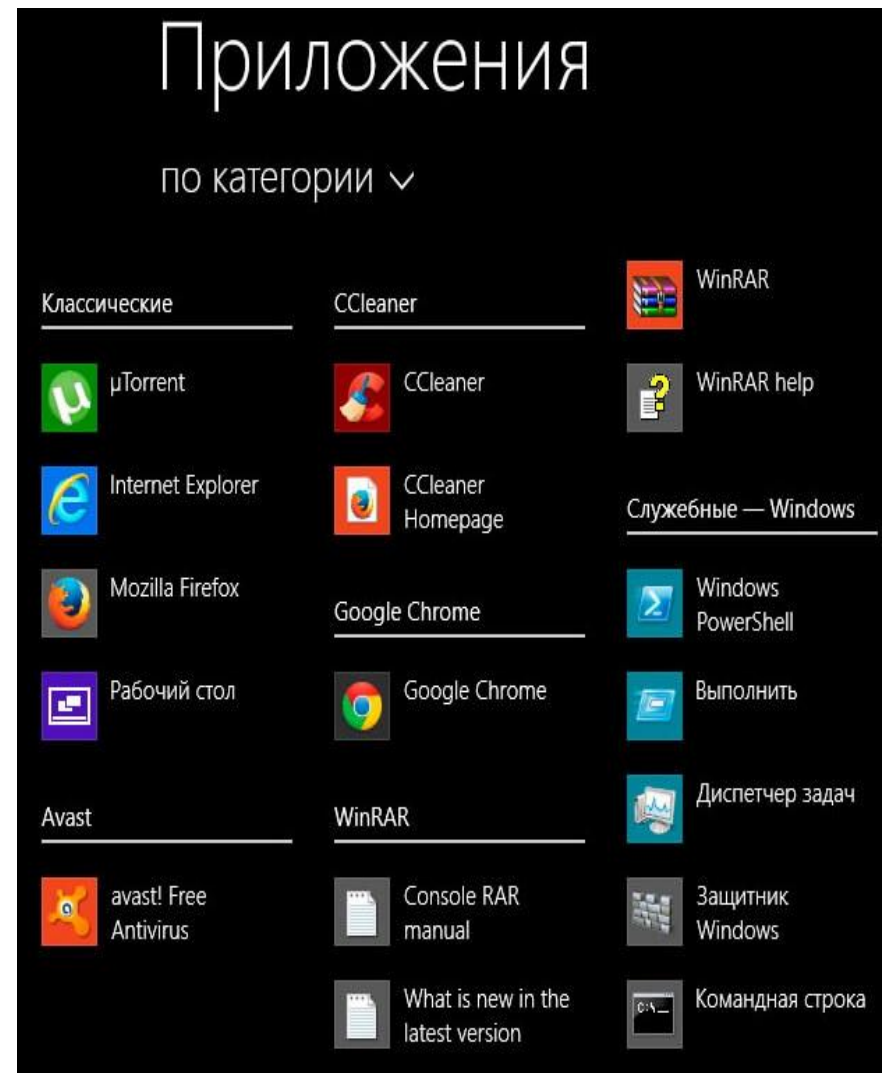 Приложения
по категории
Классические
µTorrent
Internet Explorer
Mozilla Firefox
Рабочий стол
Avast
avast! Free
Antivirus
CCleaner
CCleaner
CCleaner
Homepage
Google Chrome
Google Chrome
WinRAR
Console RAR
manual
What is new in the
latest version
WinRAR
WinRAR help
Служебные — Windows
Windows
PowerShell
Выполнить
Диспетчер задач
Защитник
Windows
C:\_
Командная строка